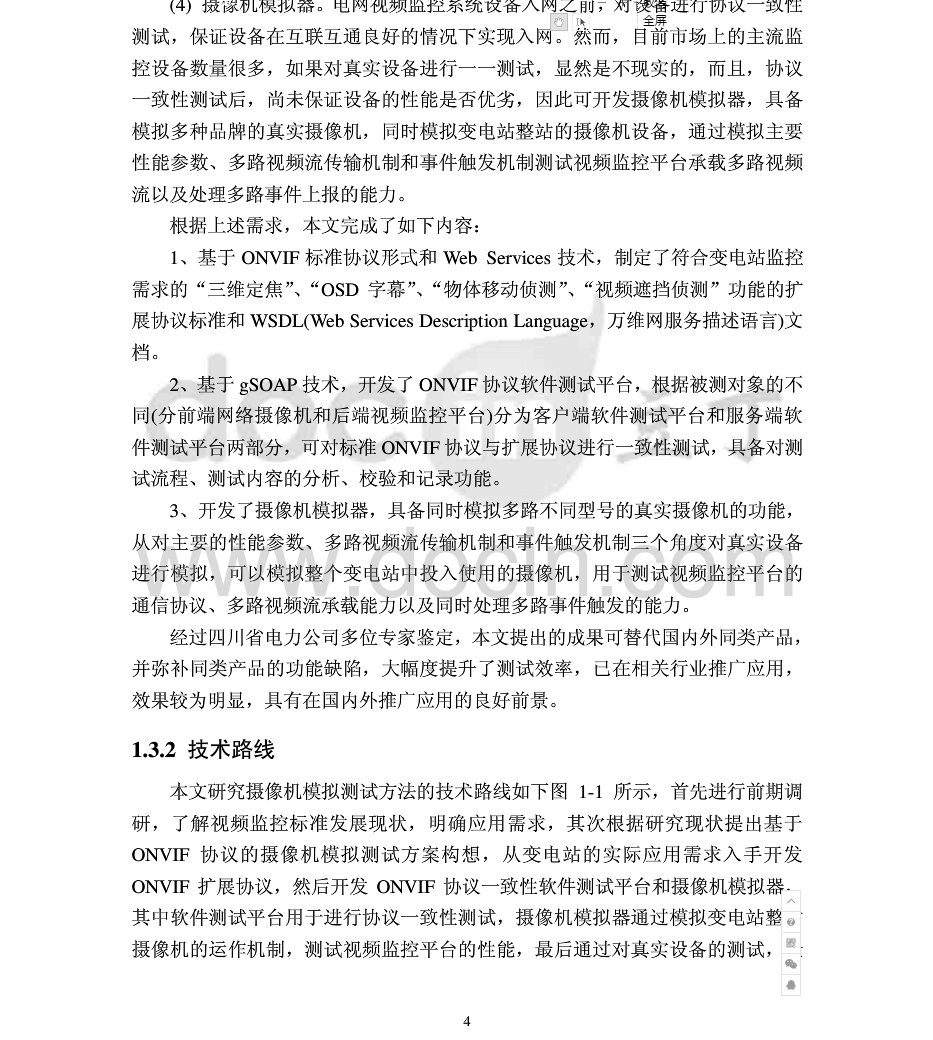 (4) 摄像机模拟器。电网视频监控系统设备入网之前，对设备进行协议一致性
全屏
测试，保证设备在互联互通良好的情况下实现入网。然而，目前市场上的主流监
控设备数量很多，如果对真实设备进行一一测试，显然是不现实的，而且，协议
一致性测试后，尚未保证设备的性能是否优劣，因此可开发摄像机模拟器，具备
模拟多种品牌的真实摄像机，同时模拟变电站整站的摄像机设备，通过模拟主要
性能参数、多路视频流传输机制和事件触发机制测试视频监控平台承载多路视频
流以及处理多路事件上报的能力。
根据上述需求，本文完成了如下内容：
1、基于 ONVIF 标准协议形式和 Web Services 技术，制定了符合变电站监控
需求的“三维定焦”、“OSD 字幕”、“物体移动侦测”、“视频遮挡侦测”功能的扩
展协议标准和 WSDL(Web Services Description Language，万维网服务描述语言)文
档。
2、基于 gSOAP 技术，开发了 ONVIF 协议软件测试平台，根据被测对象的不
同(分前端网络摄像机和后端视频监控平台)分为客户端软件测试平台和服务端软
件测试平台两部分，可对标准 ONVIF 协议与扩展协议进行一致性测试，具备对测
试流程、测试内容的分析、校验和记录功能。
3、开发了摄像机模拟器，具备同时模拟多路不同型号的真实摄像机的功能，
从对主要的性能参数、多路视频流传输机制和事件触发机制三个角度对真实设备
进行模拟，可以模拟整个变电站中投入使用的摄像机，用于测试视频监控平台的
通信协议、多路视频流承载能力以及同时处理多路事件触发的能力。
经过四川省电力公司多位专家鉴定，本文提出的成果可替代国内外同类产品，
并弥补同类产品的功能缺陷，大幅度提升了测试效率，已在相关行业推广应用，
效果较为明显，具有在国内外推广应用的良好前景。
1.3.2 技术路线
本文研究摄像机模拟测试方法的技术路线如下图 1-1 所示，首先进行前期调
研，了解视频监控标准发展现状，明确应用需求，其次根据研究现状提出基于
ONVIF 协议的摄像机模拟测试方案构想，从变电站的实际应用需求入手开发
ONVIF 扩展协议，然后开发 ONVIF 协议一致性软件测试平台和摄像机模拟器。
其中软件测试平台用于进行协议一致性测试，摄像机模拟器通过模拟变电站整
摄像机的运作机制，测试视频监控平台的性能，最后通过对真实设备的测试，
4
doc 豆丁
www.docin.com